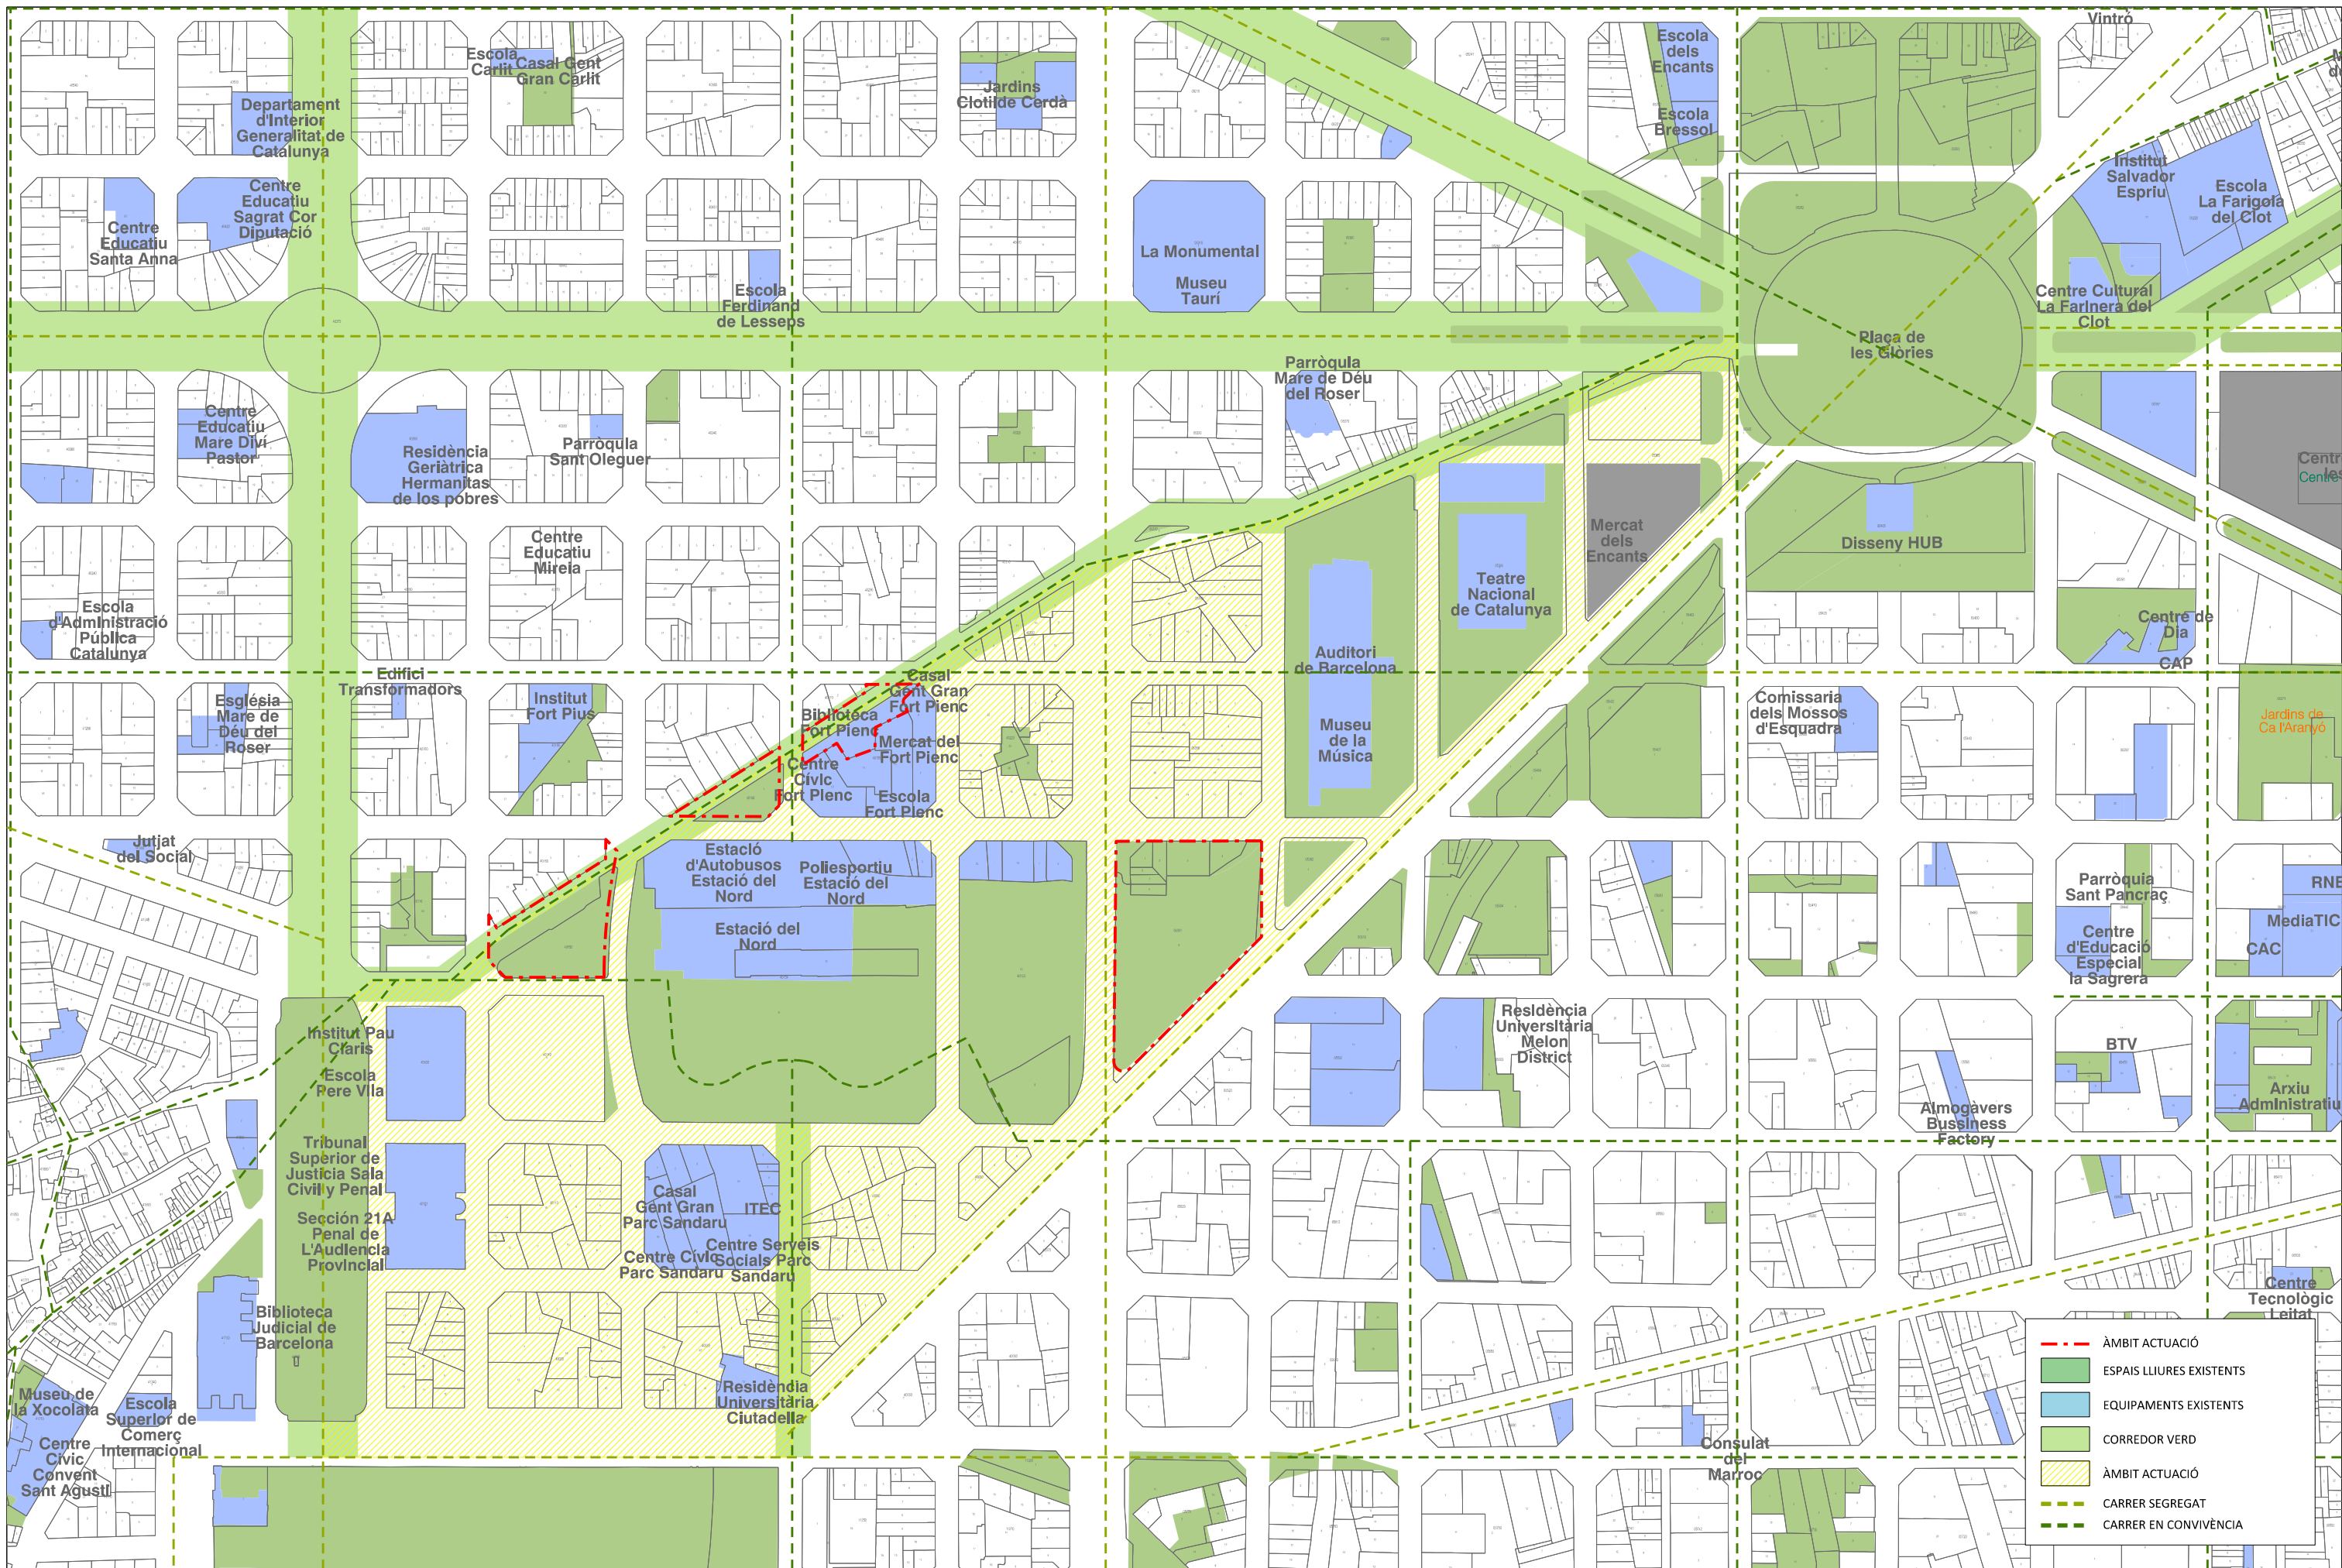 Vintró
Escola
Carlit
Casal Gent
Gran Carlit
Escola
dels
Encants
Jardins
Clotilde Cerdà
Departament
d'Interior
Generalitat de
Catalunya
Escola
Bressol
Institut
Salvador
Espriu
Escola
La Farigola
del Clot
Centre
Educatiu
Sagrat Cor
Diputació
Centre
Educatiu
Santa Anna
La Monumental
Museu
Taurí
Escola
Ferdinand
de Lesseps
Centre Cultural
La Farinera del
Clot
Plaça de
les Glòries
Parròquia
Mare de Déu
del Roser
Centre
Educatiu
Mare Diví
Pastor
Residència
Geriàtrica
Hermanitas
de los pobres
Parròquia
Sant Oleguer
Centre
Educatiu
Mireia
Mercat
dels
Encants
Disseny HUB
Teatre
Nacional
de Catalunya
Escola
d'Administració
Pública
Catalunya
Centre de
Dia
CAP
Auditori
de Barcelona
Edifici
Transformadors
Església
Mare de
Déu del
Roser
Institut
Fort Pius
Casal
Gent Gran
Fort Pienc
Biblioteca
Fort Pienc
Mercat del
Fort Pienc
Centre
Cívic
Fort Pienc
Escola
Fort Pienc
Museu
de la
Música
Comissaria
dels Mossos
d'Esquadra
Jardins de
Ca l'Aranyó
Jutjat
del Social
Estació
d'Autobusos
Estació del
Nord
Poliesportiu
Estació del
Nord
Estació del
Nord
Parròquia
Sant Pancraç
RNE
MediaTIC
CAC
Centre
d'Educació
Especial
la Sagrera
Institut Pau
Claris
Escola
Pere Vila
Residència
Universitària
Melon
District
BTV
Arxiu
Administratiu
Almogàvers
Bussiness
Factory
Tribunal
Superior de
Justicia Sala
Civil y Penal
Sección 21A
Penal de
L'Audiencia
Provincial
Casal
Gent Gran
Parc Sandaru
ITEC
Centre Cívic
Parc Sandaru
Centre Serveis
Socials Parc
Sandaru
Centre
Tecnològic
Leitat
Biblioteca
Judicial de
Barcelona
Residència
Universitària
Ciutadella
Museu de
la Xocolata
Escola
Superior de
Comerç
Internacional
Centre
Cívic
Convent
Sant Agustí
Consulat
del
Marroc
ÀMBIT ACTUACIÓ
ESPAIS LLIURES EXISTENTS
EQUIPAMENTS EXISTENTS
CORREDOR VERD
ÀMBIT ACTUACIÓ
CARRER SEGREGAT
CARRER EN CONVIVÈNCIA